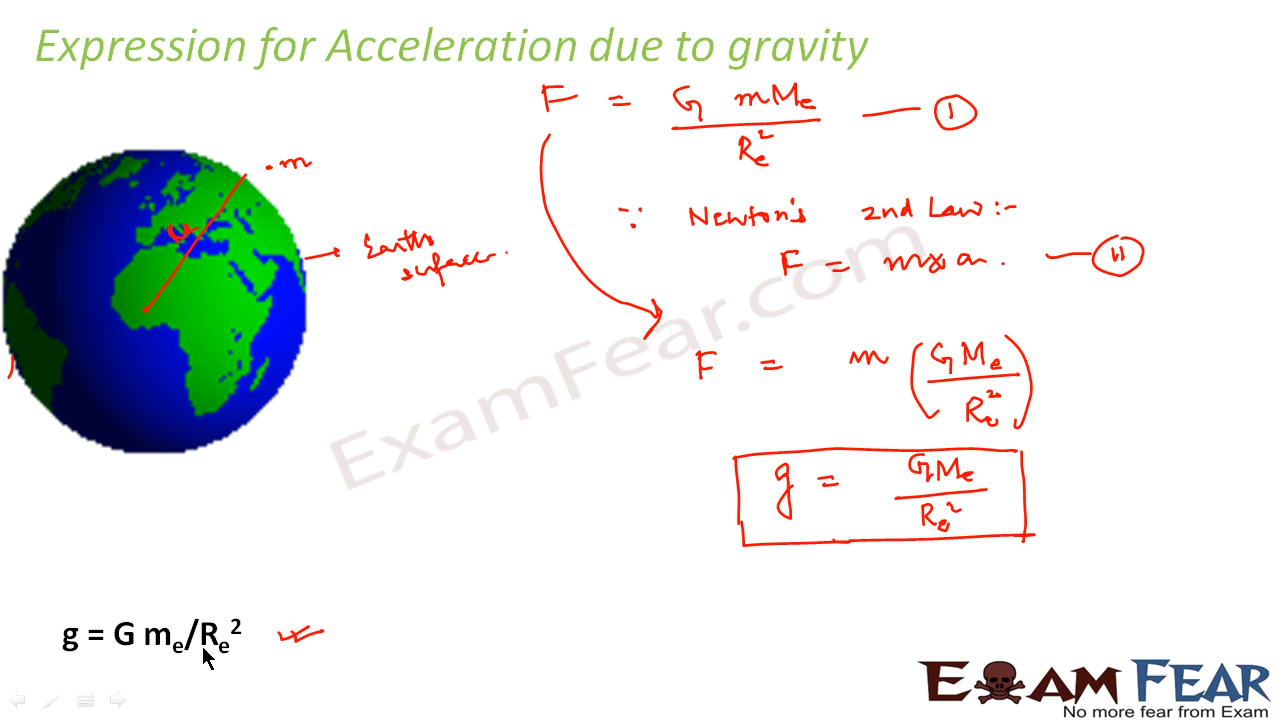 Expression for Acceleration due to gravity
F = G mMe / Re² — I
. m
∵ Newton's 2nd Law :-
→ Earth's surface.
F = m x a. — II
F = m (GMe / Re²)
g = GMe / Re²
g = G mₑ/Rₑ²
ExamFear.com
EXAM FEAR
No more fear from Exam